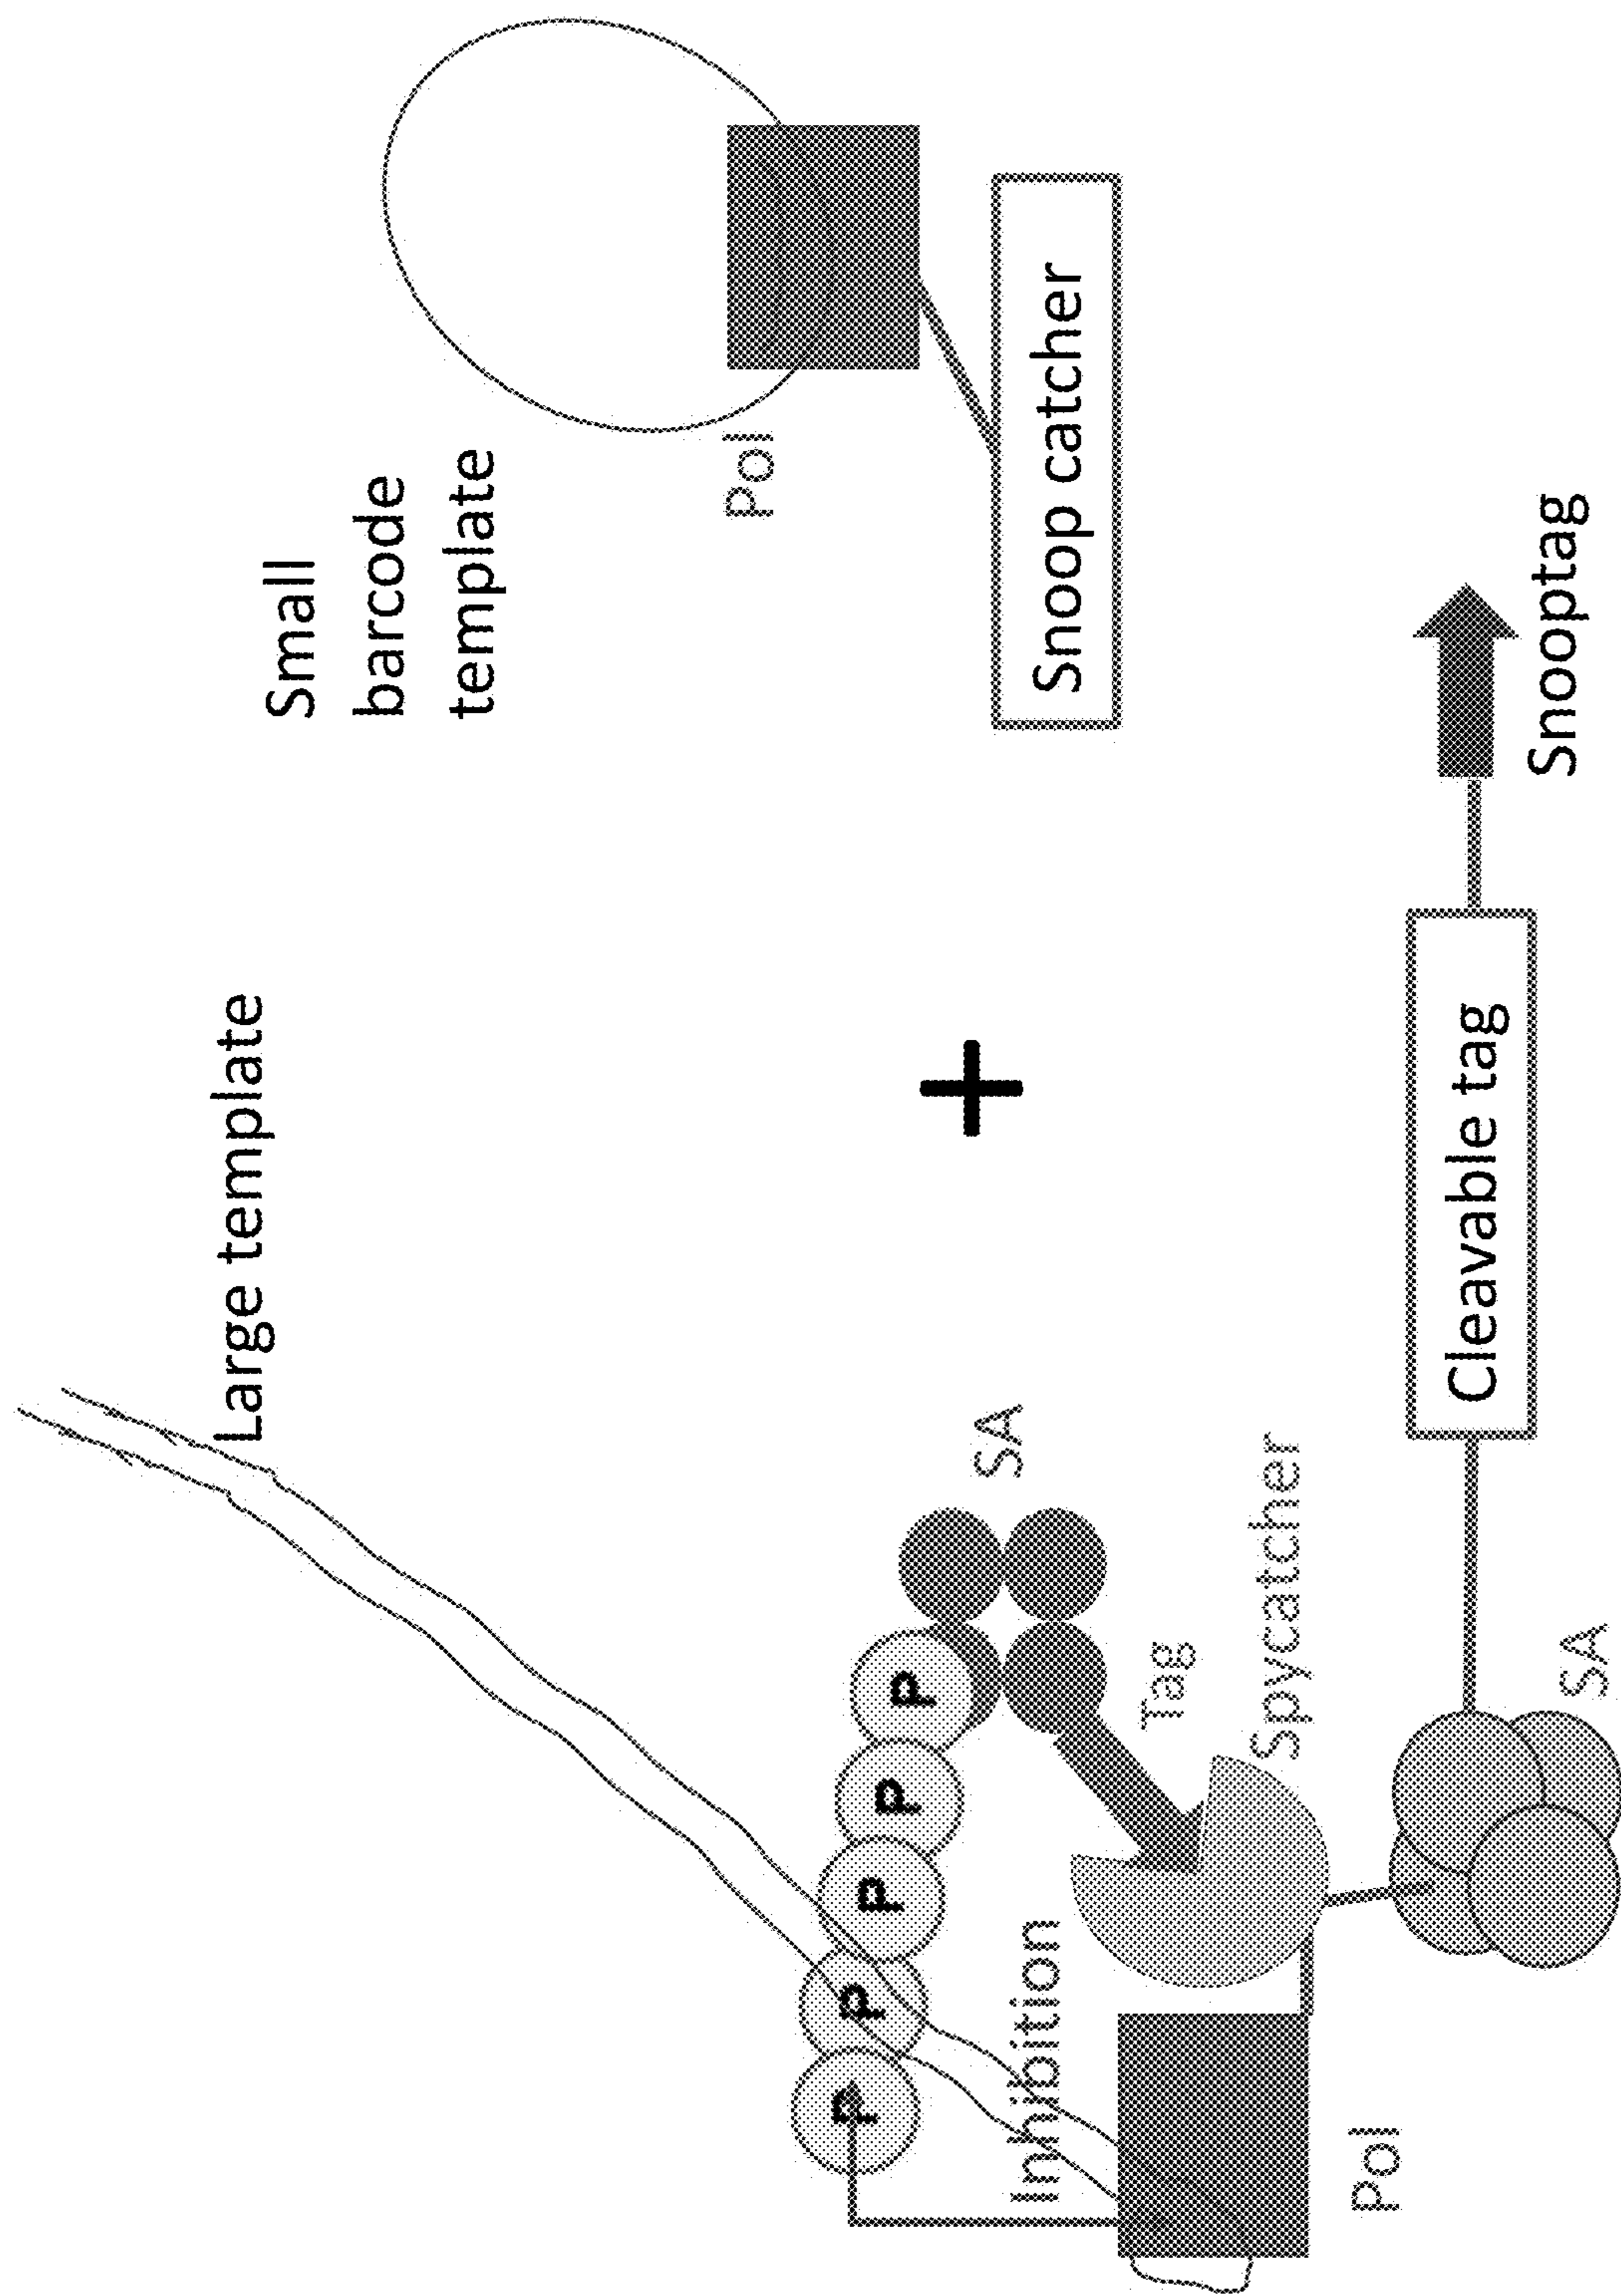 Large template
Small
barcode
template
P
P
P
P
P
SA
+
Pol
Inhibition
Tag
Snoop catcher
Spycatcher
Pol
SA
Cleavable tag
Snooptag